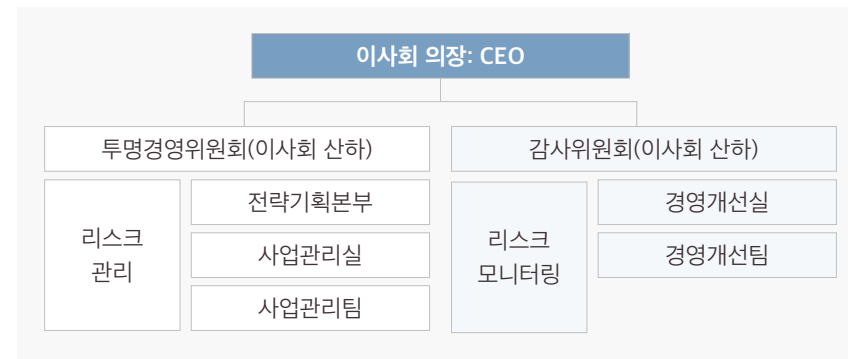 이사회 의장: CEO
투명경영위원회(이사회 산하)
리스크
관리
전략기획본부
사업관리실
사업관리팀
감사위원회(이사회 산하)
리스크
모니터링
경영개선실
경영개선팀